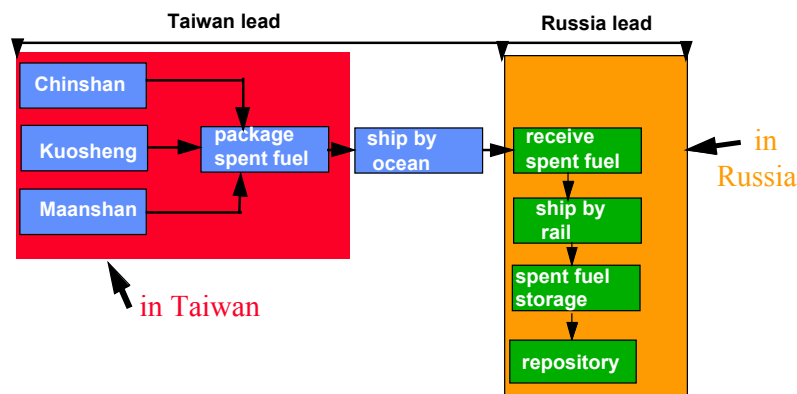 Taiwan lead
Russia lead
Chinshan
Kuosheng
Maanshan
package
spent fuel
ship by
ocean
receive
spent fuel
ship by
rail
spent fuel
storage
repository
in
Russia
in Taiwan